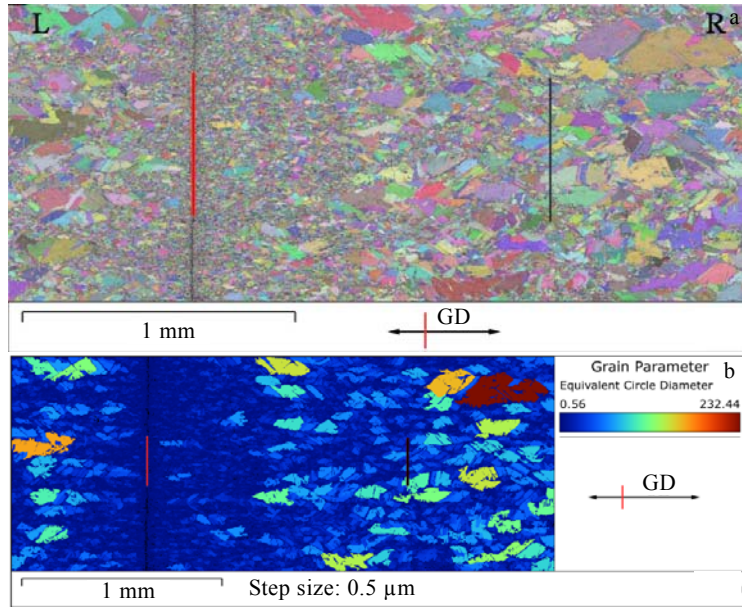 L
R
a
1 mm
GD
b
Grain Parameter
Equivalent Circle Diameter
0.56 232.44
GD
1 mm
Step size: 0.5 µm